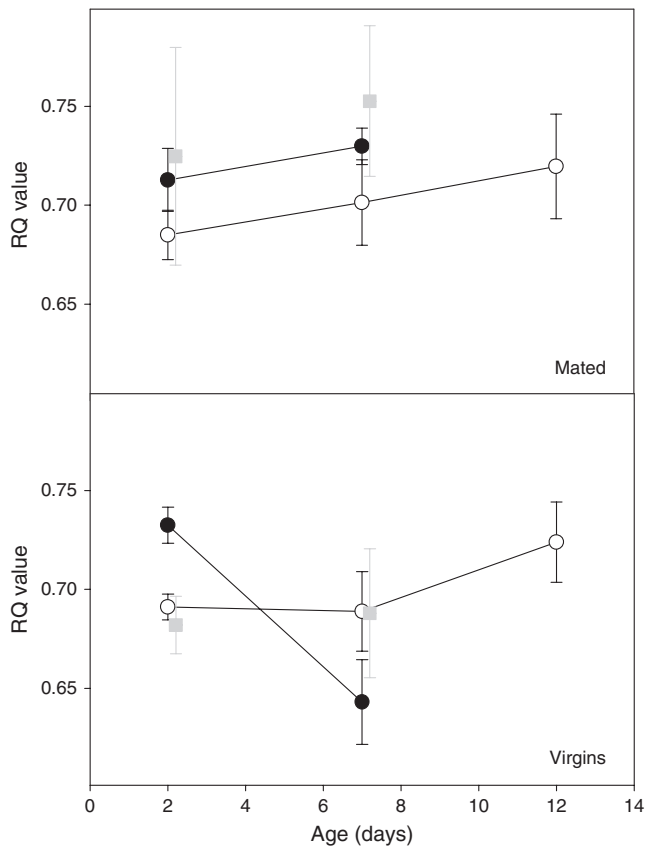 0.75
0.70
0.65
RQ value
Mated
0.75
0.70
0.65
RQ value
Virgins
0 2 4 6 8 10 12 14
Age (days)